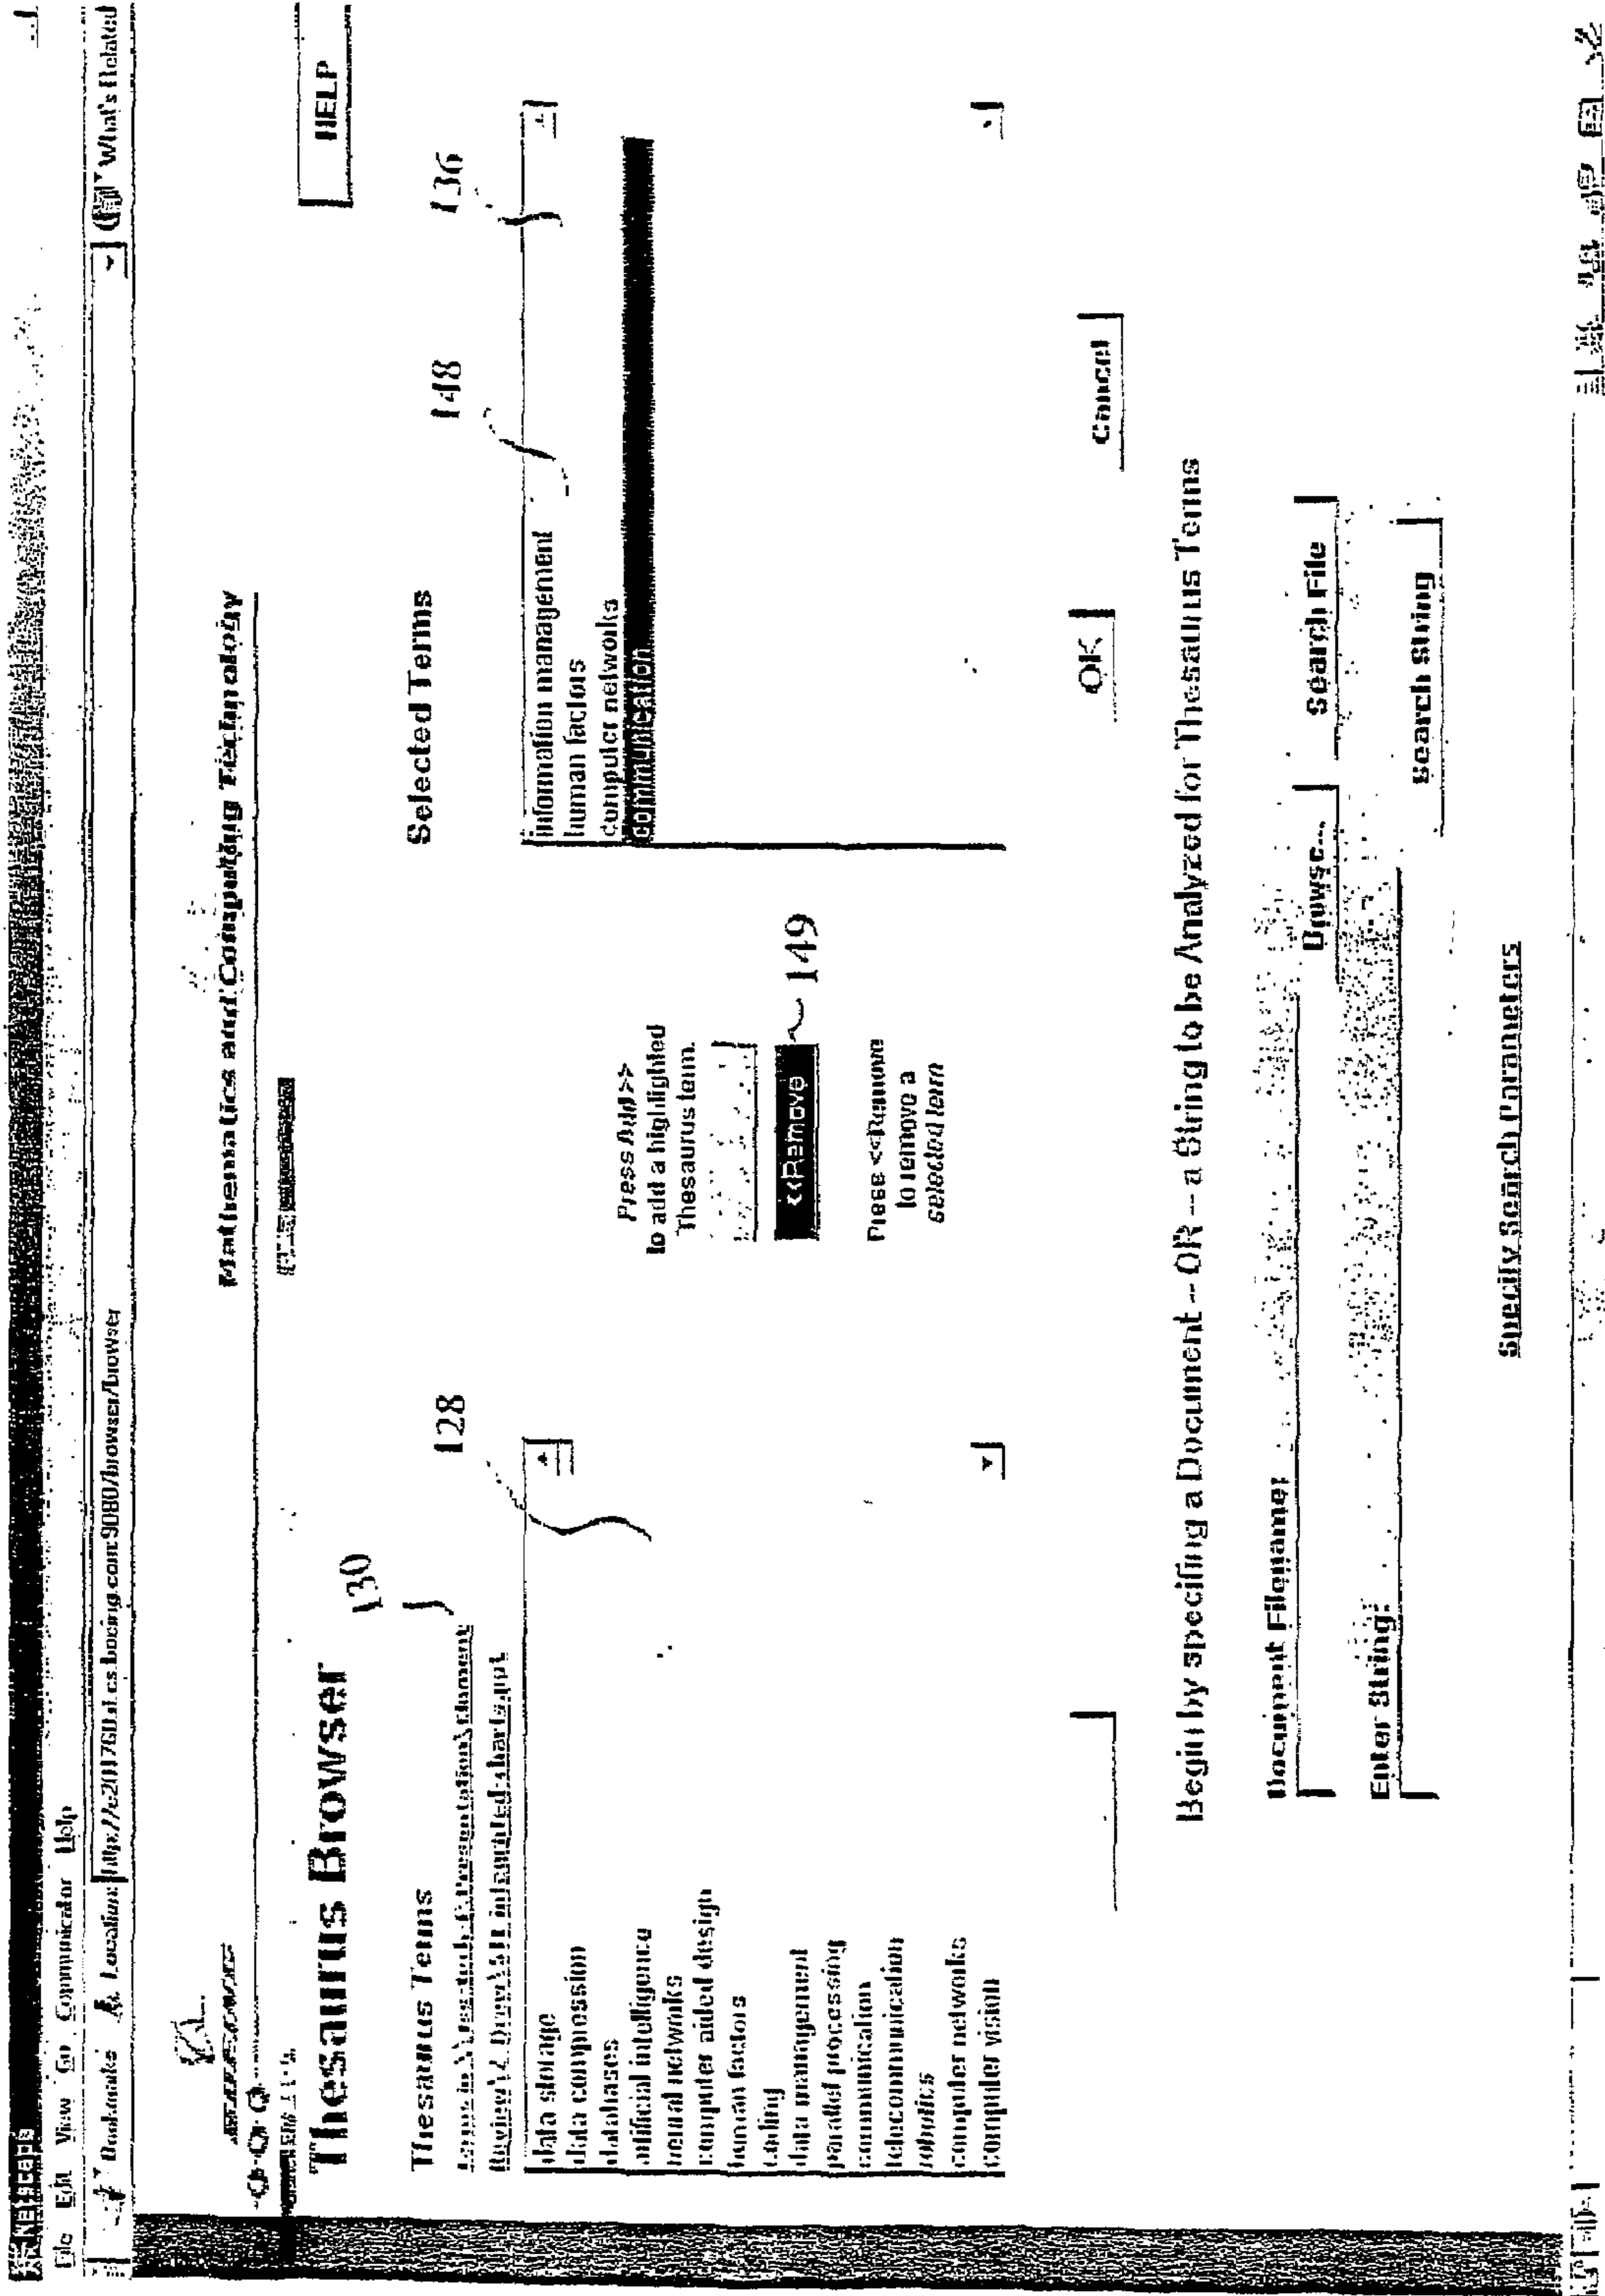 Netscape
File Edit View Go Communicator Help
Bookmarks Location: What's Related
Mathematics and Computing Technology
HELP
Thesaurus Browser
130
128
148
136
Thesaurus Terms
Selected Terms
data storage
data compression
databases
artificial intelligence
neural networks
computer aided design
human factors
coding
data management
parallel processing
communication
telecommunication
robotics
computer networks
computer vision
Press Add>>
to add a highlighted
Thesaurus term.
<<Remove
149
Press <<Remove
to remove a
selected term
information management
human factors
computer networks
communication
OK
Cancel
Begin by specifing a Document -- OR -- a String to be Analyzed for Thesaurus Terms
Document Filename:
Browse...
Search File
Enter String:
Search String
Specify Search Parameters